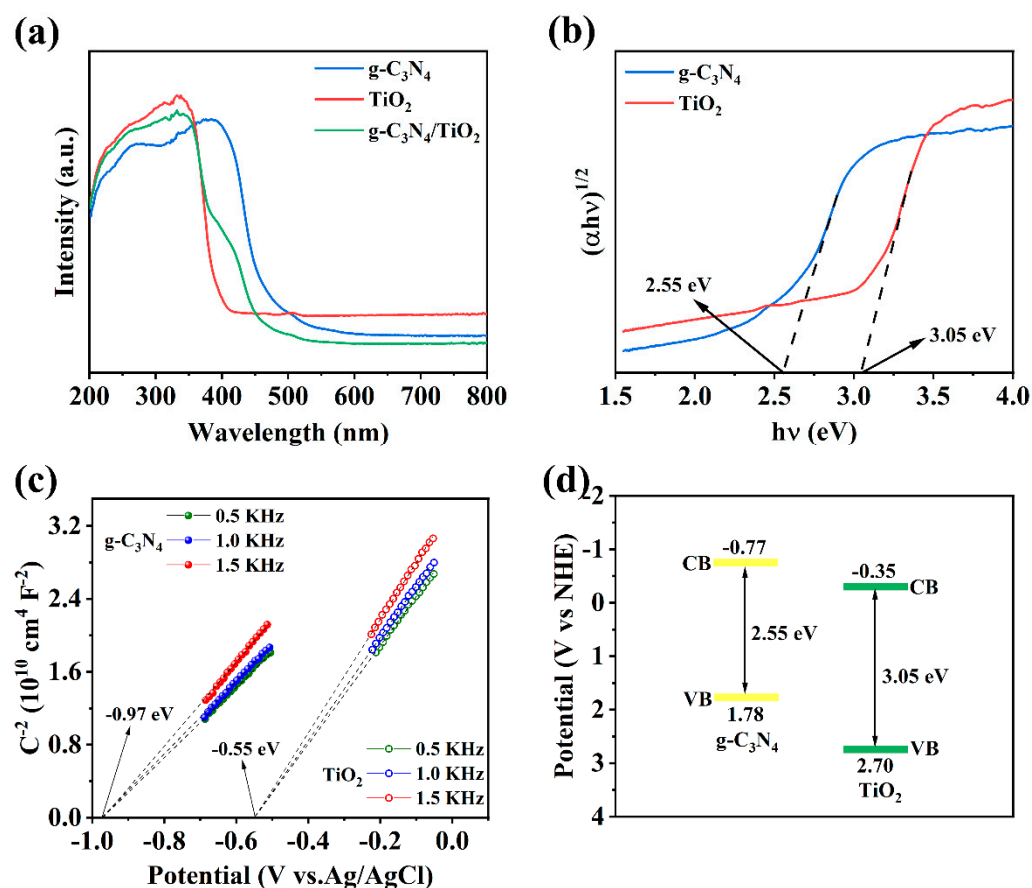 (a)
g-C₃N₄
TiO₂
g-C₃N₄/TiO₂
Intensity (a.u.)
200 300 400 500 600 700 800
Wavelength (nm)
(b)
g-C₃N₄
TiO₂
(αhν)¹/²
2.55 eV
3.05 eV
1.5 2.0 2.5 3.0 3.5 4.0
hν (eV)
(c)
g-C₃N₄
0.5 KHz
1.0 KHz
1.5 KHz
3.2
2.4
1.6
0.8
0.0
C⁻² (10¹⁰ cm⁴ F⁻²)
-0.97 eV
-0.55 eV
TiO₂
0.5 KHz
1.0 KHz
1.5 KHz
-1.0 -0.8 -0.6 -0.4 -0.2 0.0
Potential (V vs.Ag/AgCl)
(d)
Potential (V vs NHE)
-2
-1
0
1
2
3
4
-0.77
CB
2.55 eV
VB
1.78
g-C₃N₄
-0.35
CB
3.05 eV
VB
2.70
TiO₂